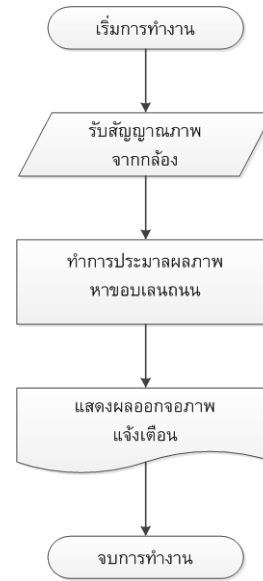 เริ่มการทำงาน
รับสัญญาณภาพ
จากกล้อง
ทำการประมาลผลภาพ
หาขอบเลนถนน
แสดงผลออกจอภาพ
แจ้งเตือน
จบการทำงาน